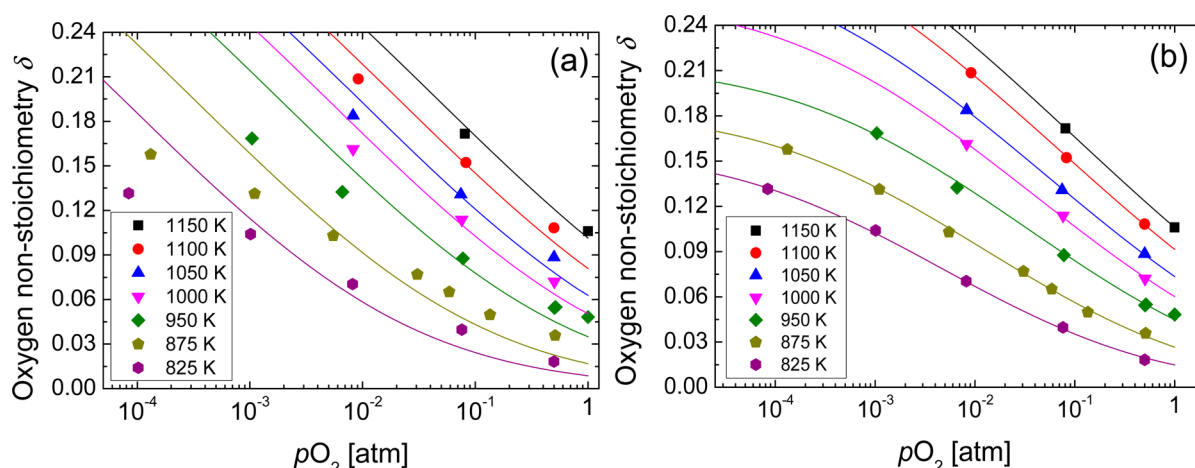 (a)
Oxygen non-stoichiometry δ
0.24
0.21
0.18
0.15
0.12
0.09
0.06
0.03
0.00
1150 K
1100 K
1050 K
1000 K
950 K
875 K
825 K
10⁻⁴
10⁻³
10⁻²
10⁻¹
1
pO₂ [atm]
(b)
Oxygen non-stoichiometry δ
0.24
0.21
0.18
0.15
0.12
0.09
0.06
0.03
0.00
1150 K
1100 K
1050 K
1000 K
950 K
875 K
825 K
10⁻⁴
10⁻³
10⁻²
10⁻¹
1
pO₂ [atm]